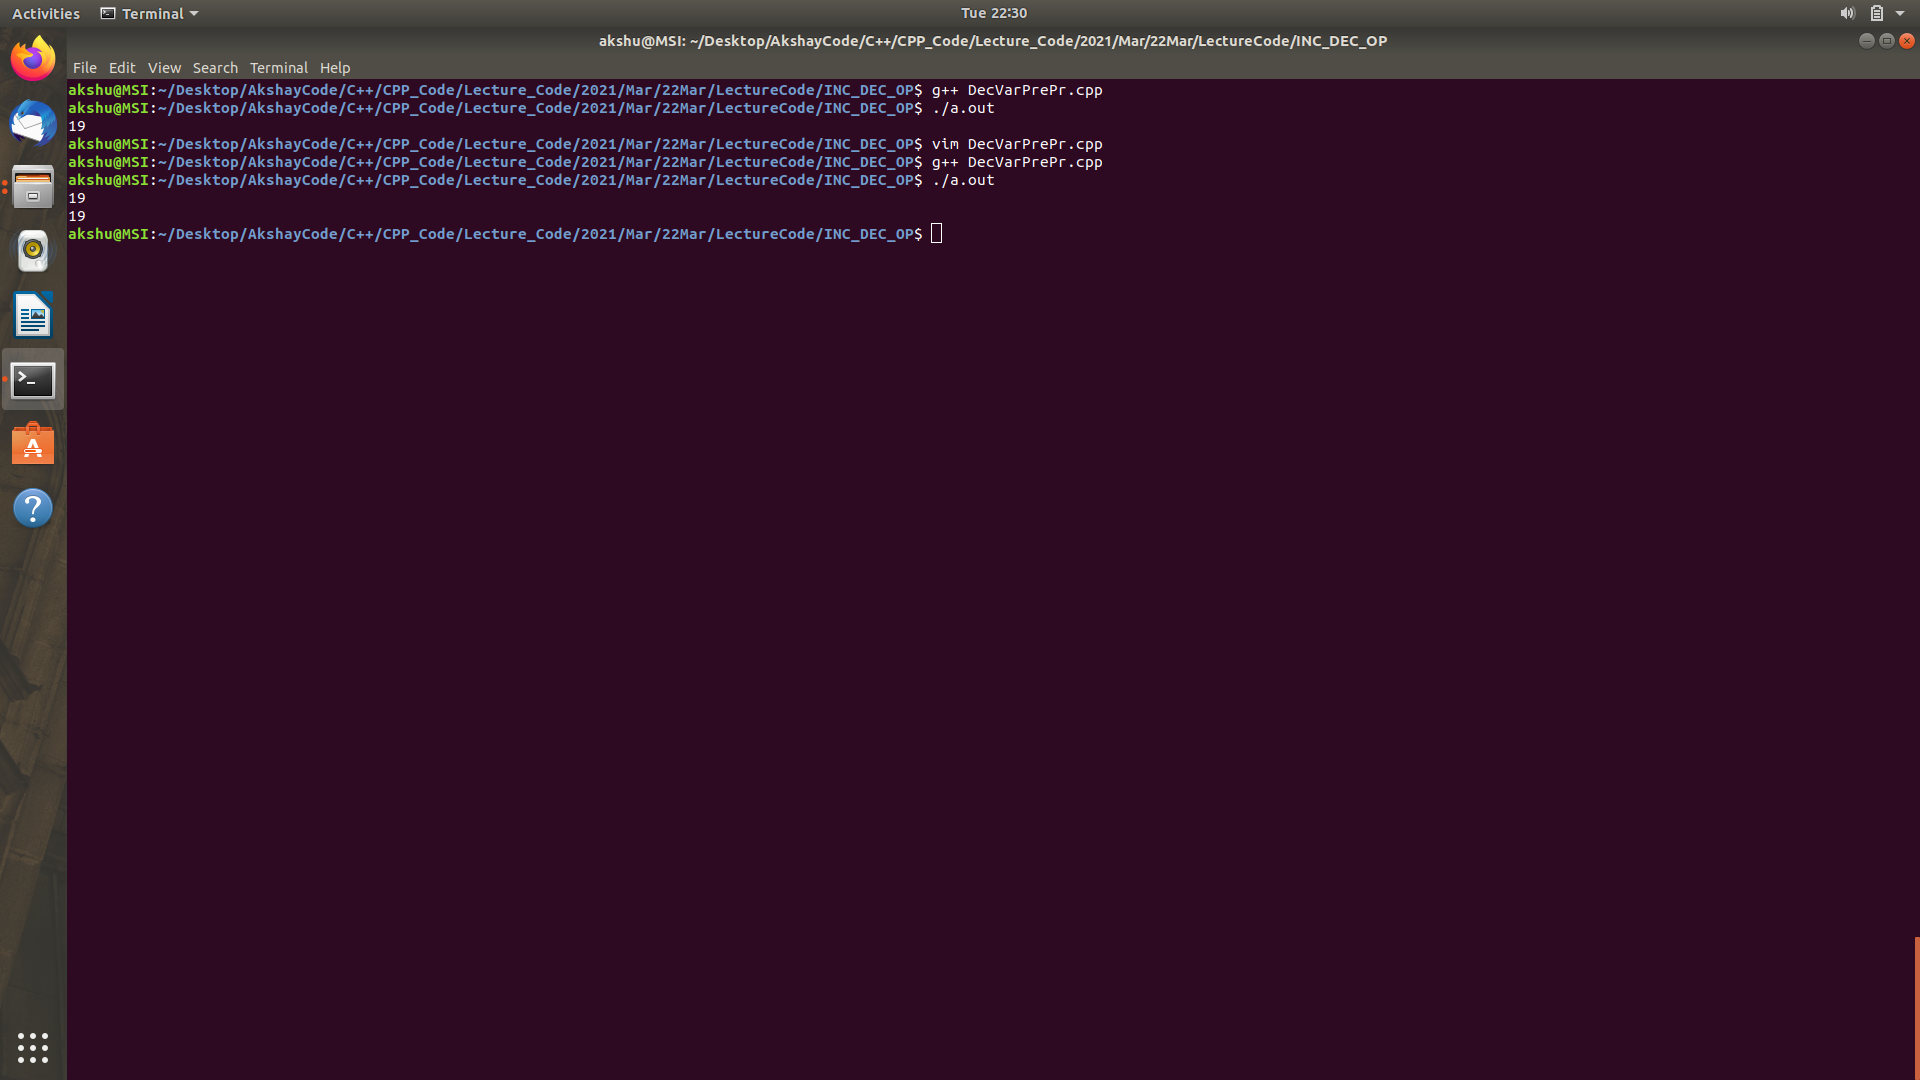 Activities Terminal Tue 22:30
akshu@MSI: ~/Desktop/AkshayCode/C++/CPP_Code/Lecture_Code/2021/Mar/22Mar/LectureCode/INC_DEC_OP
File Edit View Search Terminal Help
akshu@MSI:~/Desktop/AkshayCode/C++/CPP_Code/Lecture_Code/2021/Mar/22Mar/LectureCode/INC_DEC_OP$ g++ DecVarPrePr.cpp
akshu@MSI:~/Desktop/AkshayCode/C++/CPP_Code/Lecture_Code/2021/Mar/22Mar/LectureCode/INC_DEC_OP$ ./a.out
19
akshu@MSI:~/Desktop/AkshayCode/C++/CPP_Code/Lecture_Code/2021/Mar/22Mar/LectureCode/INC_DEC_OP$ vim DecVarPrePr.cpp
akshu@MSI:~/Desktop/AkshayCode/C++/CPP_Code/Lecture_Code/2021/Mar/22Mar/LectureCode/INC_DEC_OP$ g++ DecVarPrePr.cpp
akshu@MSI:~/Desktop/AkshayCode/C++/CPP_Code/Lecture_Code/2021/Mar/22Mar/LectureCode/INC_DEC_OP$ ./a.out
19
19
akshu@MSI:~/Desktop/AkshayCode/C++/CPP_Code/Lecture_Code/2021/Mar/22Mar/LectureCode/INC_DEC_OP$